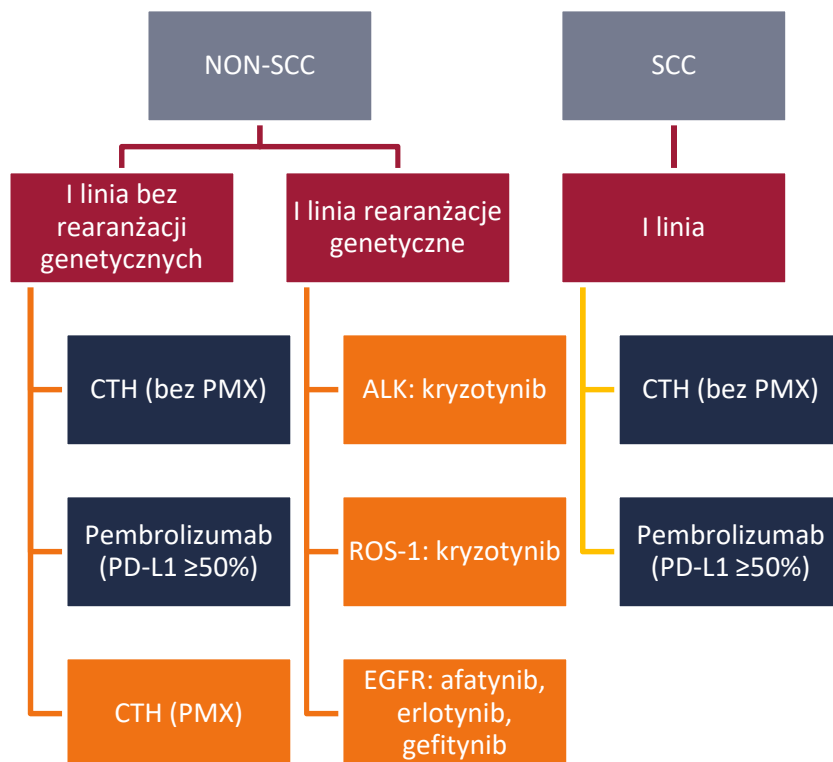 NON-SCC
SCC
I linia bez
rearanżacji
genetycznych
I linia rearanżacje
genetyczne
I linia
CTH (bez PMX)
ALK: kryzotynib
CTH (bez PMX)
Pembrolizumab
(PD-L1 ≥50%)
ROS-1: kryzotynib
Pembrolizumab
(PD-L1 ≥50%)
CTH (PMX)
EGFR: afatynib,
erlotynib,
gefitynib